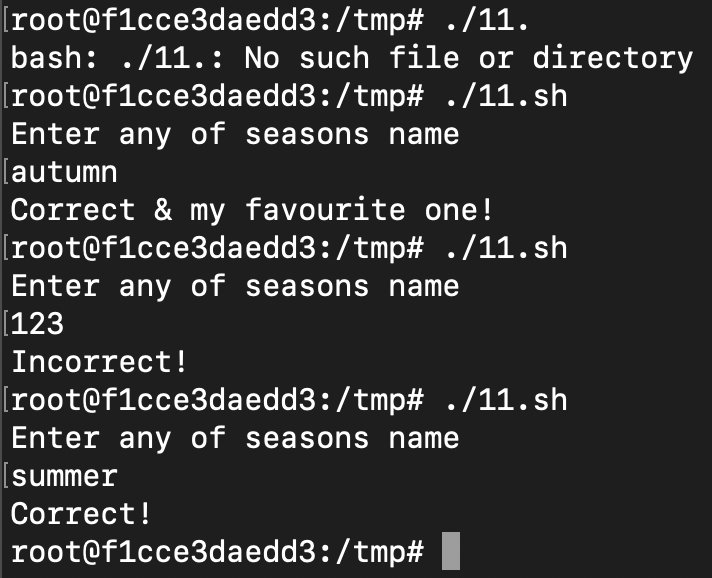 [root@f1cce3daedd3:/tmp# ./11.
bash: ./11.: No such file or directory
[root@f1cce3daedd3:/tmp# ./11.sh
Enter any of seasons name
[autumn
Correct & my favourite one!
[root@f1cce3daedd3:/tmp# ./11.sh
Enter any of seasons name
[123
Incorrect!
[root@f1cce3daedd3:/tmp# ./11.sh
Enter any of seasons name
[summer
Correct!
root@f1cce3daedd3:/tmp#